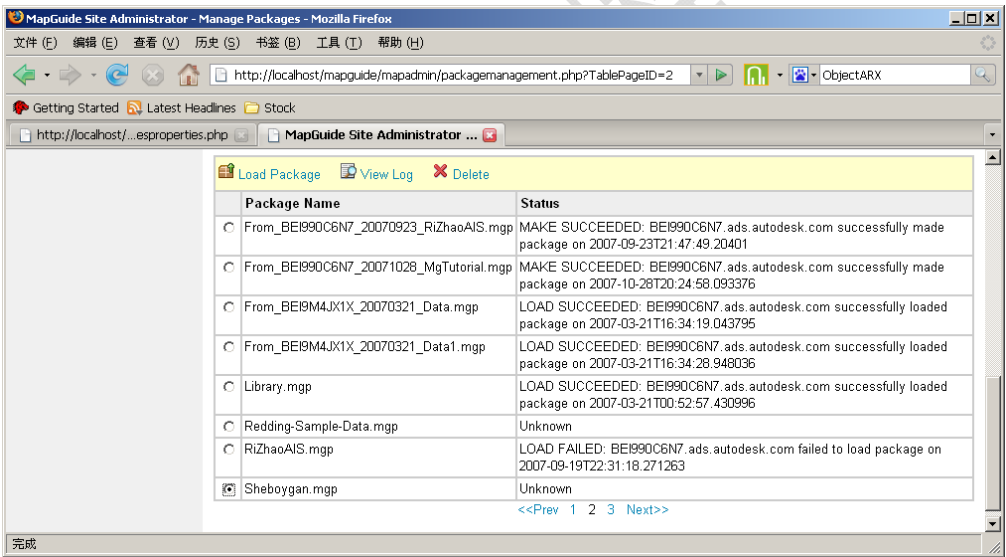 MapGuide Site Administrator - Manage Packages - Mozilla Firefox
文件 (F) 编辑 (E) 查看 (V) 历史 (S) 书签 (B) 工具 (T) 帮助 (H)
http://localhost/mapguide/mapadmin/packagemanagement.php?TablePageID=2 ObjectARX
Getting Started Latest Headlines Stock
http://localhost/...esproperties.php MapGuide Site Administrator ...
Load Package View Log Delete
Package Name Status
From_BEI990C6N7_20070923_RiZhaoAIS.mgp MAKE SUCCEEDED: BEI990C6N7.ads.autodesk.com successfully made
package on 2007-09-23T21:47:49.20401
From_BEI990C6N7_20071028_MgTutorial.mgp MAKE SUCCEEDED: BEI990C6N7.ads.autodesk.com successfully made
package on 2007-10-28T20:24:58.093376
From_BEI9M4JX1X_20070321_Data.mgp LOAD SUCCEEDED: BEI990C6N7.ads.autodesk.com successfully loaded
package on 2007-03-21T16:34:19.043795
From_BEI9M4JX1X_20070321_Data1.mgp LOAD SUCCEEDED: BEI990C6N7.ads.autodesk.com successfully loaded
package on 2007-03-21T16:34:28.948036
Library.mgp LOAD SUCCEEDED: BEI990C6N7.ads.autodesk.com successfully loaded
package on 2007-03-21T00:52:57.430996
Redding-Sample-Data.mgp Unknown
RiZhaoAIS.mgp LOAD FAILED: BEI990C6N7.ads.autodesk.com failed to load package on
2007-09-19T22:31:18.271263
Sheboygan.mgp Unknown
<<Prev 1 2 3 Next>>
完成